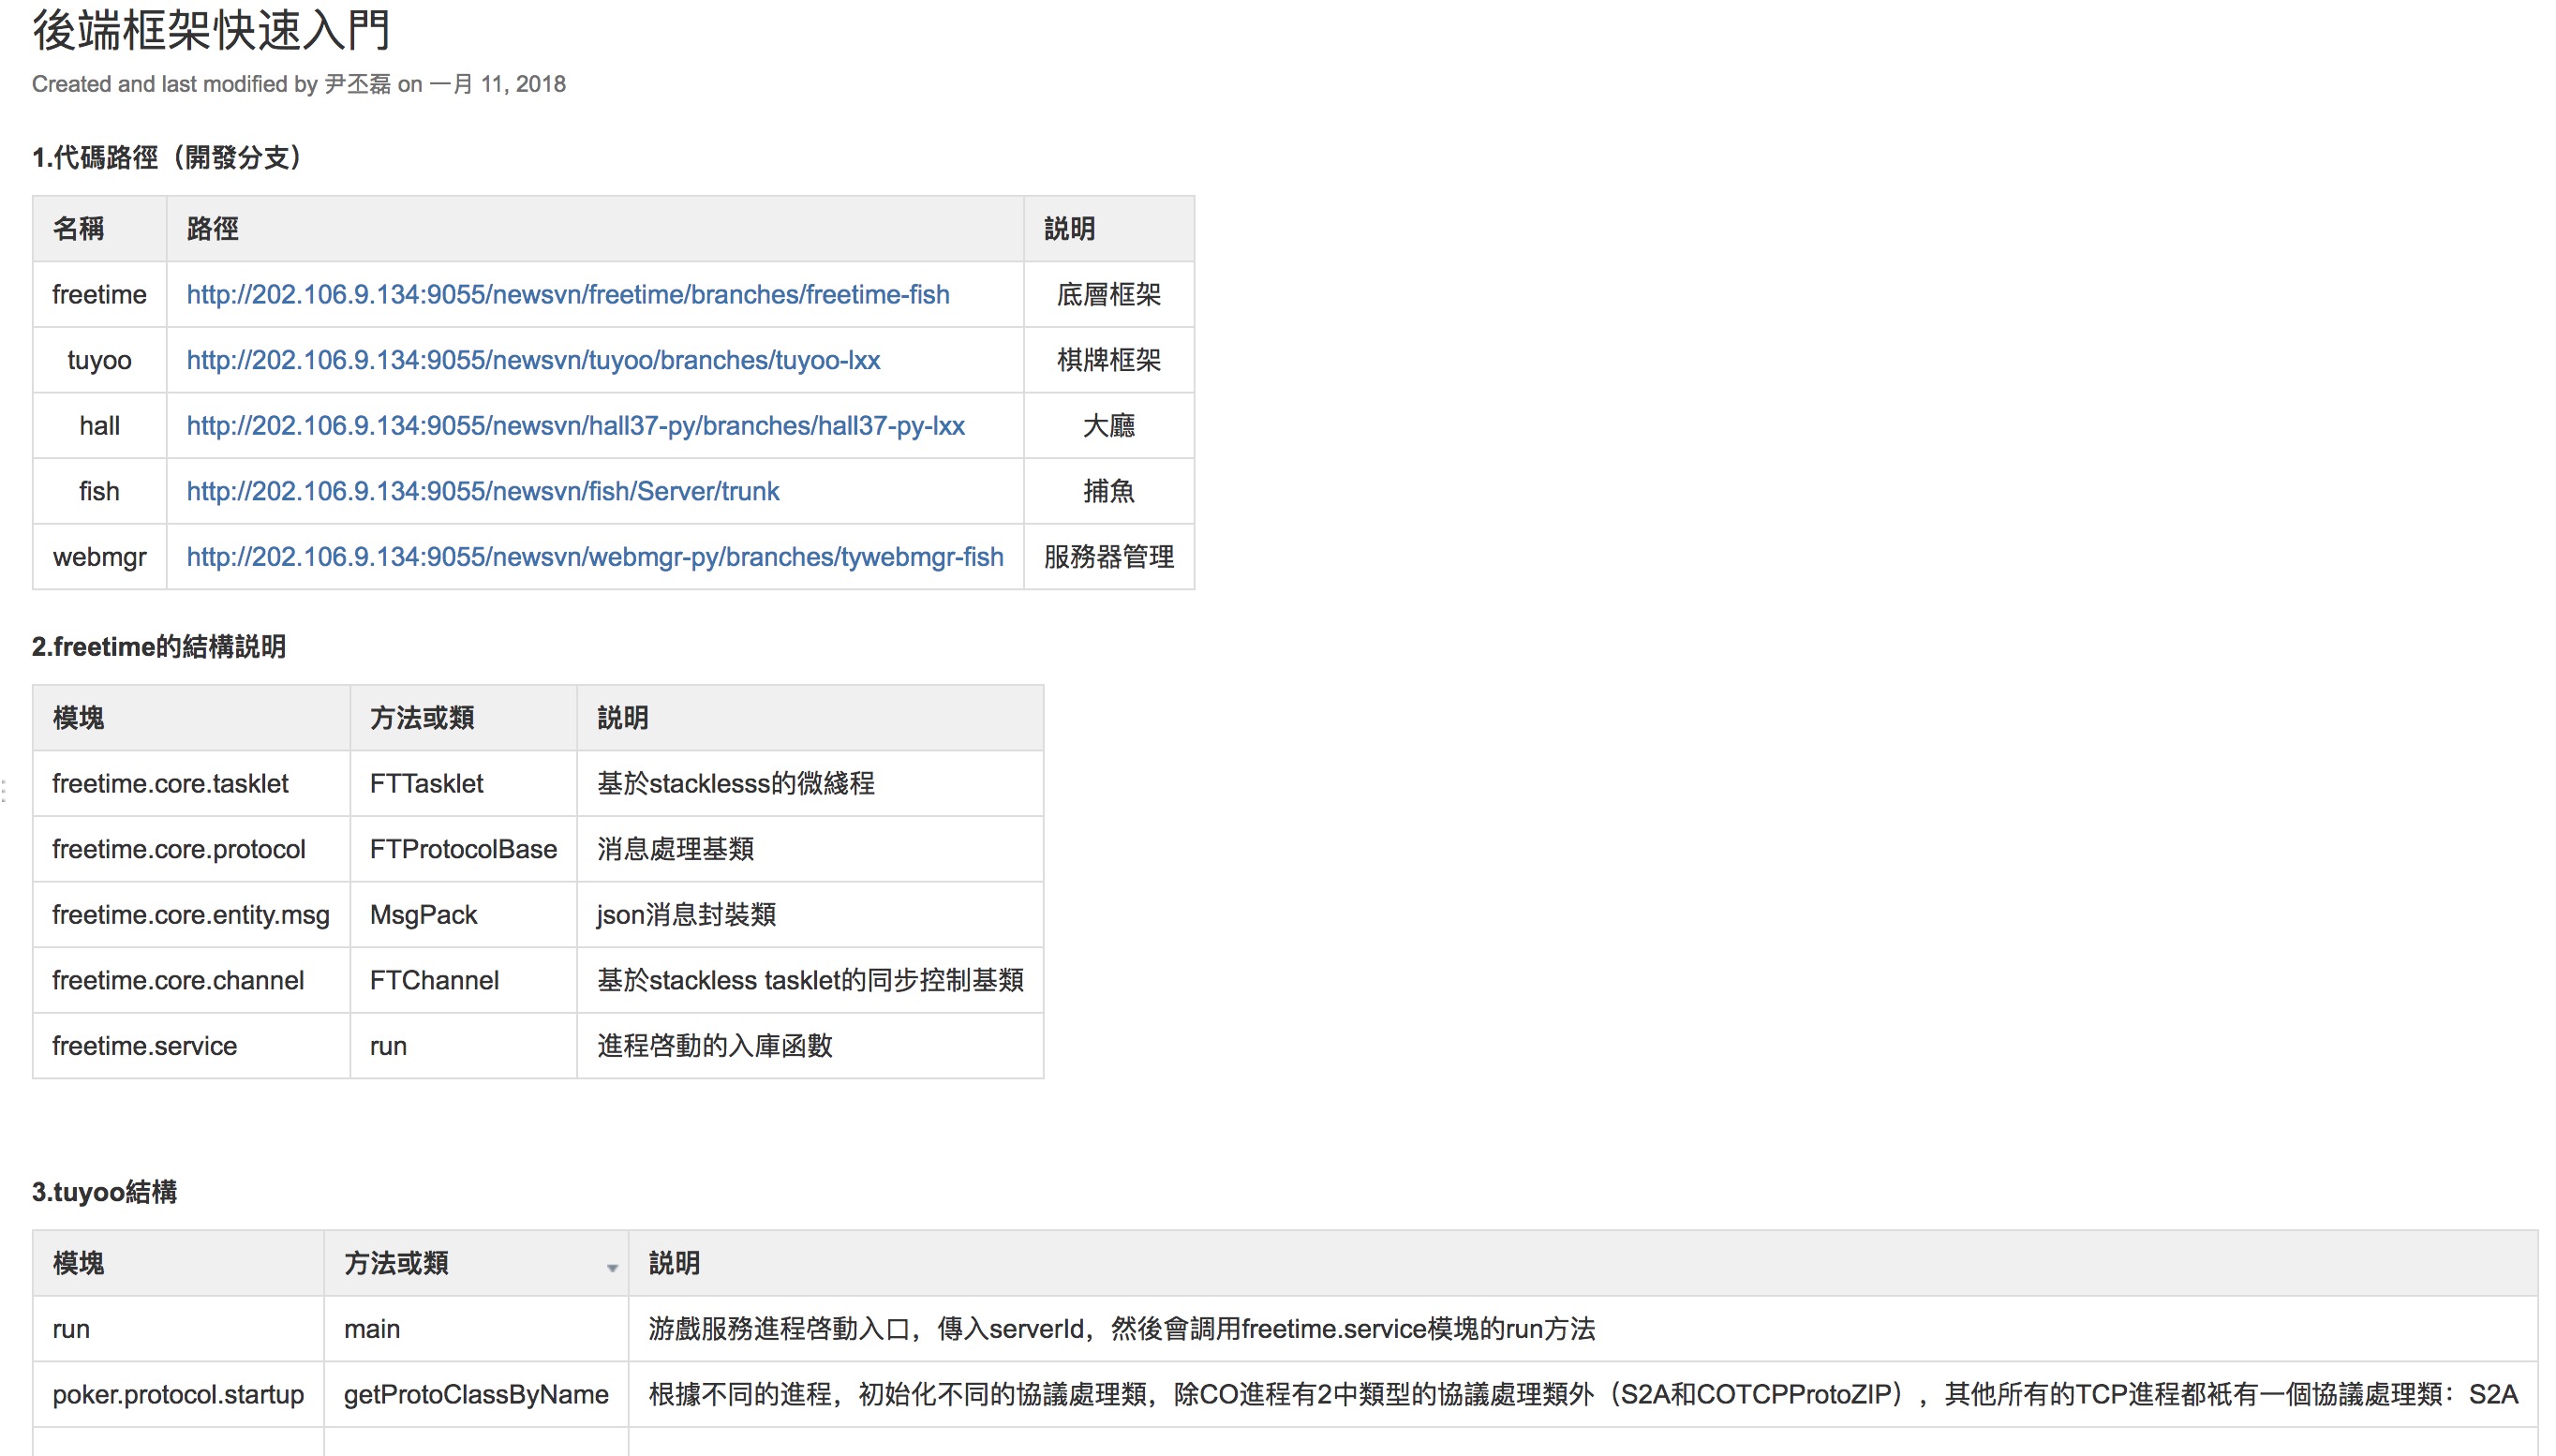 後端框架快速入門
Created and last modified by 尹丕磊 on 一月 11, 2018
1.代碼路徑（開發分支）
名稱 路徑 説明
freetime http://202.106.9.134:9055/newsvn/freetime/branches/freetime-fish 底層框架
tuyoo http://202.106.9.134:9055/newsvn/tuyoo/branches/tuyoo-lxx 棋牌框架
hall http://202.106.9.134:9055/newsvn/hall37-py/branches/hall37-py-lxx 大廳
fish http://202.106.9.134:9055/newsvn/fish/Server/trunk 捕魚
webmgr http://202.106.9.134:9055/newsvn/webmgr-py/branches/tywebmgr-fish 服務器管理
2.freetime的結構説明
模塊 方法或類 説明
freetime.core.tasklet FTTasklet 基於stacklesss的微綫程
freetime.core.protocol FTProtocolBase 消息處理基類
freetime.core.entity.msg MsgPack json消息封裝類
freetime.core.channel FTChannel 基於stackless tasklet的同步控制基類
freetime.service run 進程啓動的入庫函數
3.tuyoo結構
模塊 方法或類 説明
run main 游戲服務進程啓動入口，傳入serverId，然後會調用freetime.service模塊的run方法
poker.protocol.startup getProtoClassByName 根據不同的進程，初始化不同的協議處理類，除CO進程有2中類型的協議處理類外（S2A和COTCPProtoZIP），其他所有的TCP進程都衹有一個協議處理類：S2A